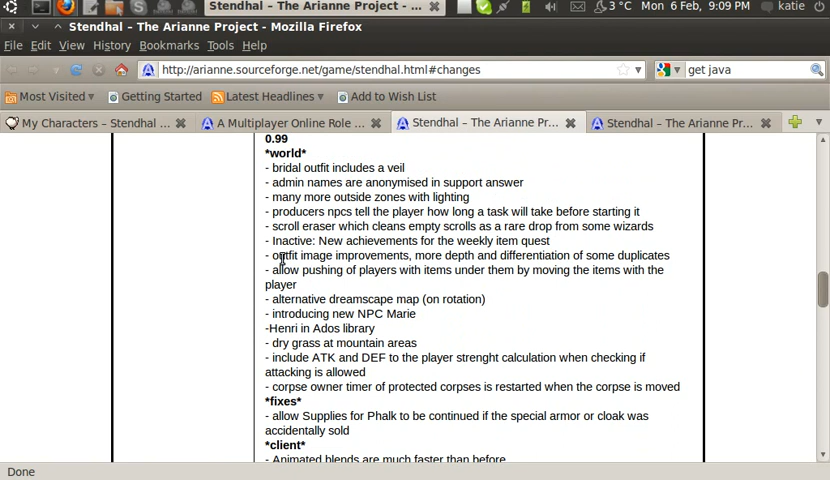 Stendhal – The Arianne Project - ...
3 °C Mon 6 Feb, 9:09 PM katie
Stendhal – The Arianne Project - Mozilla Firefox
File Edit View History Bookmarks Tools Help
http://arianne.sourceforge.net/game/stendhal.html#changes get java
Most Visited Getting Started Latest Headlines Add to Wish List
My Characters – Stendhal ... A Multiplayer Online Role ... Stendhal – The Arianne Pr... Stendhal – The Arianne Pr...
0.99
*world*
- bridal outfit includes a veil
- admin names are anonymised in support answer
- many more outside zones with lighting
- producers npcs tell the player how long a task will take before starting it
- scroll eraser which cleans empty scrolls as a rare drop from some wizards
- Inactive: New achievements for the weekly item quest
- outfit image improvements, more depth and differentiation of some duplicates
- allow pushing of players with items under them by moving the items with the
player
- alternative dreamscape map (on rotation)
- introducing new NPC Marie
-Henri in Ados library
- dry grass at mountain areas
- include ATK and DEF to the player strenght calculation when checking if
attacking is allowed
- corpse owner timer of protected corpses is restarted when the corpse is moved
*fixes*
- allow Supplies for Phalk to be continued if the special armor or cloak was
accidentally sold
*client*
- Animated blends are much faster than before
Done